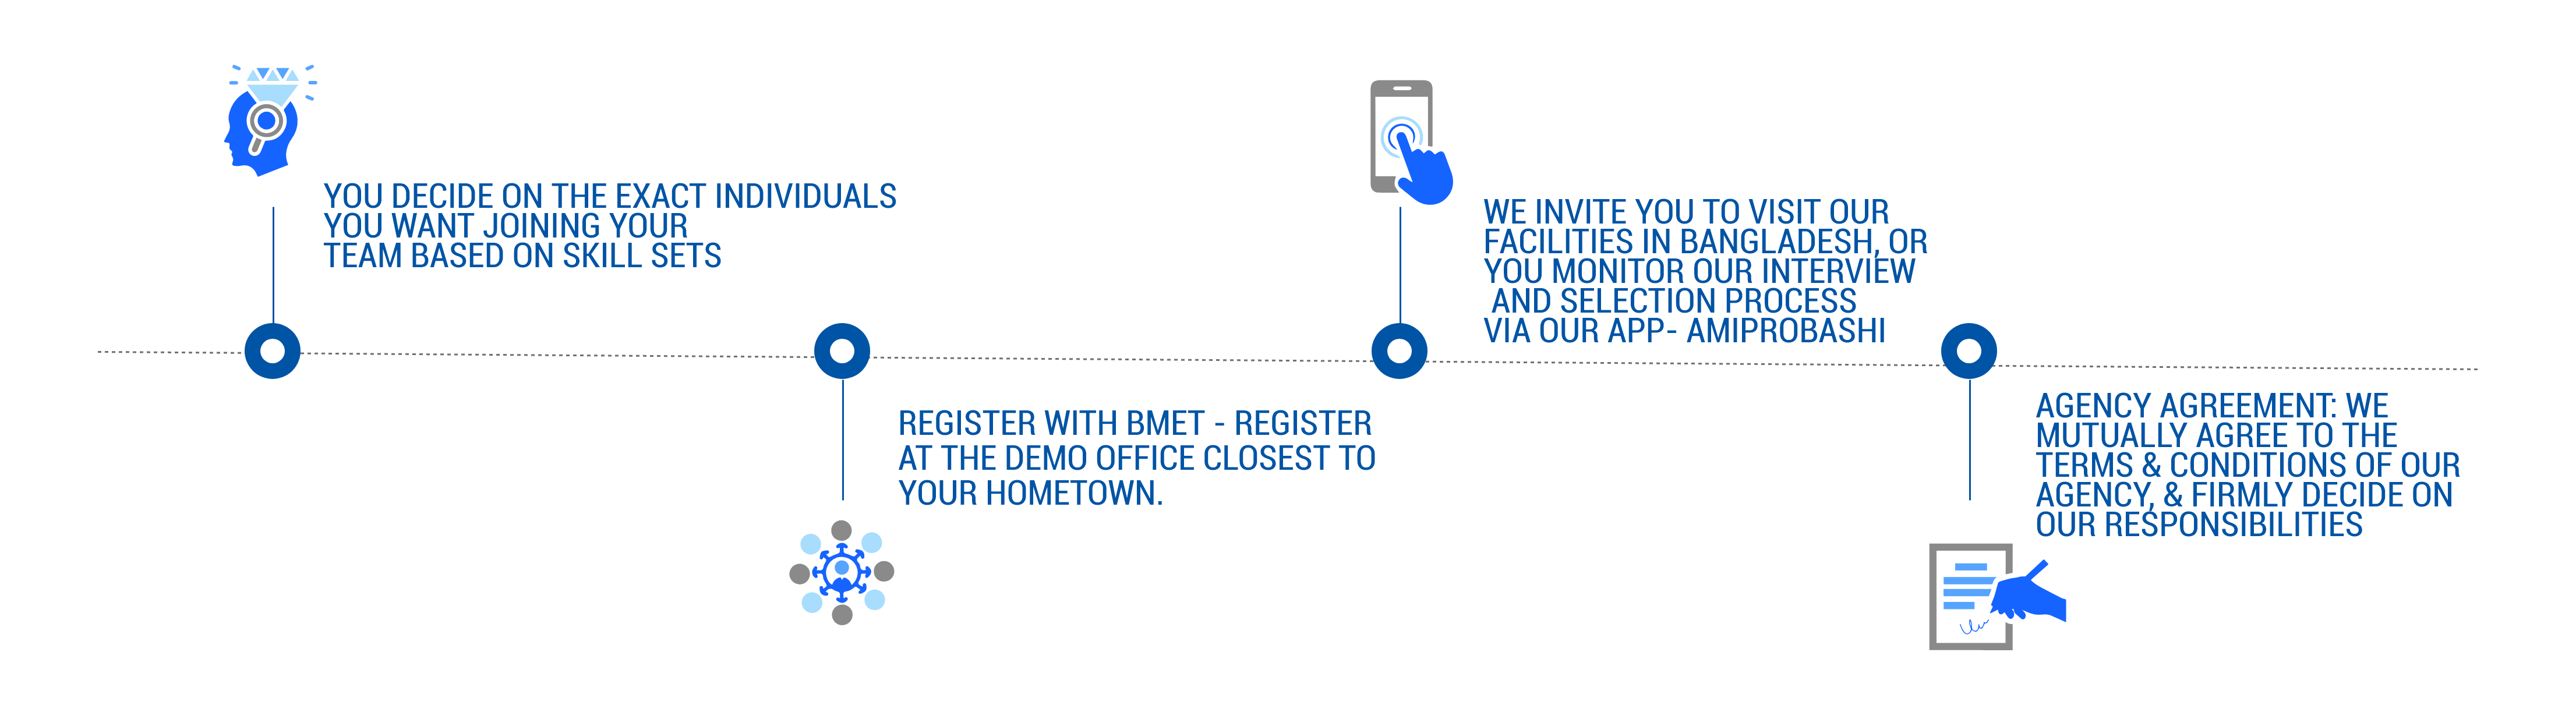 YOU DECIDE ON THE EXACT INDIVIDUALS
YOU WANT JOINING YOUR
TEAM BASED ON SKILL SETS
REGISTER WITH BMET - REGISTER
AT THE DEMO OFFICE CLOSEST TO
YOUR HOMETOWN.
WE INVITE YOU TO VISIT OUR
FACILITIES IN BANGLADESH, OR
YOU MONITOR OUR INTERVIEW
AND SELECTION PROCESS
VIA OUR APP- AMIPROBASHI
AGENCY AGREEMENT: WE
MUTUALLY AGREE TO THE
TERMS & CONDITIONS OF OUR
AGENCY, & FIRMLY DECIDE ON
OUR RESPONSIBILITIES